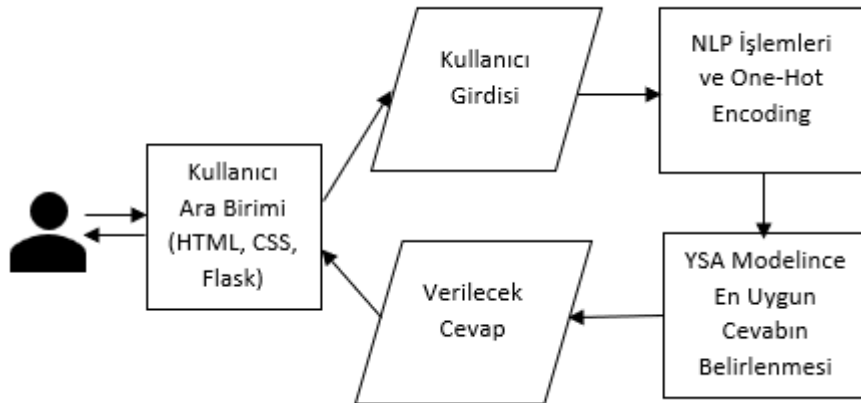 Kullanıcı
Ara Birimi
(HTML, CSS,
Flask)
Kullanıcı
Girdisi
NLP İşlemleri
ve One-Hot
Encoding
YSA Modelince
En Uygun
Cevabın
Belirlenmesi
Verilecek
Cevap